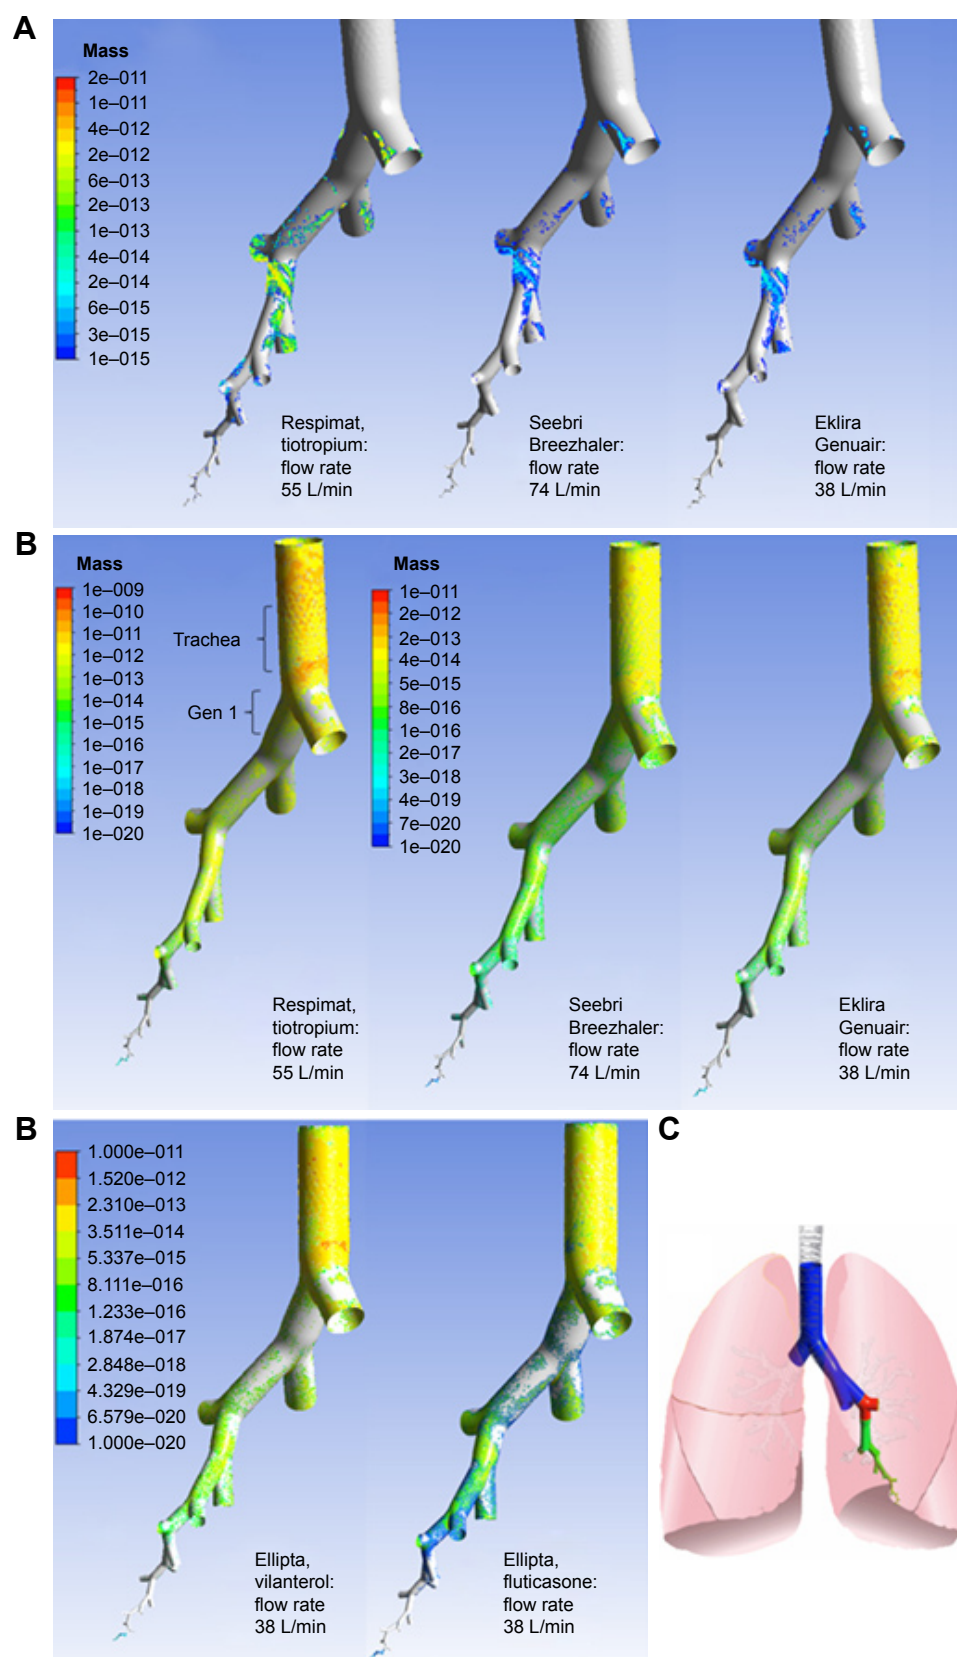 A
Mass
2e–011
1e–011
4e–012
2e–012
6e–013
2e–013
1e–013
4e–014
2e–014
6e–015
3e–015
1e–015
Respimat,
tiotropium:
flow rate
55 L/min
Seebri
Breezhaler:
flow rate
74 L/min
Eklira
Genuair:
flow rate
38 L/min
B
Mass
1e–009
1e–010
1e–011
1e–012
1e–013
1e–014
1e–015
1e–016
1e–017
1e–018
1e–019
1e–020
Trachea
Gen 1
Respimat,
tiotropium:
flow rate
55 L/min
Mass
1e–011
2e–012
2e–013
4e–014
5e–015
8e–016
1e–016
2e–017
3e–018
4e–019
7e–020
1e–020
Seebri
Breezhaler:
flow rate
74 L/min
Eklira
Genuair:
flow rate
38 L/min
B
1.000e–011
1.520e–012
2.310e–013
3.511e–014
5.337e–015
8.111e–016
1.233e–016
1.874e–017
2.848e–018
4.329e–019
6.579e–020
1.000e–020
Ellipta,
vilanterol:
flow rate
38 L/min
Ellipta,
fluticasone:
flow rate
38 L/min
C